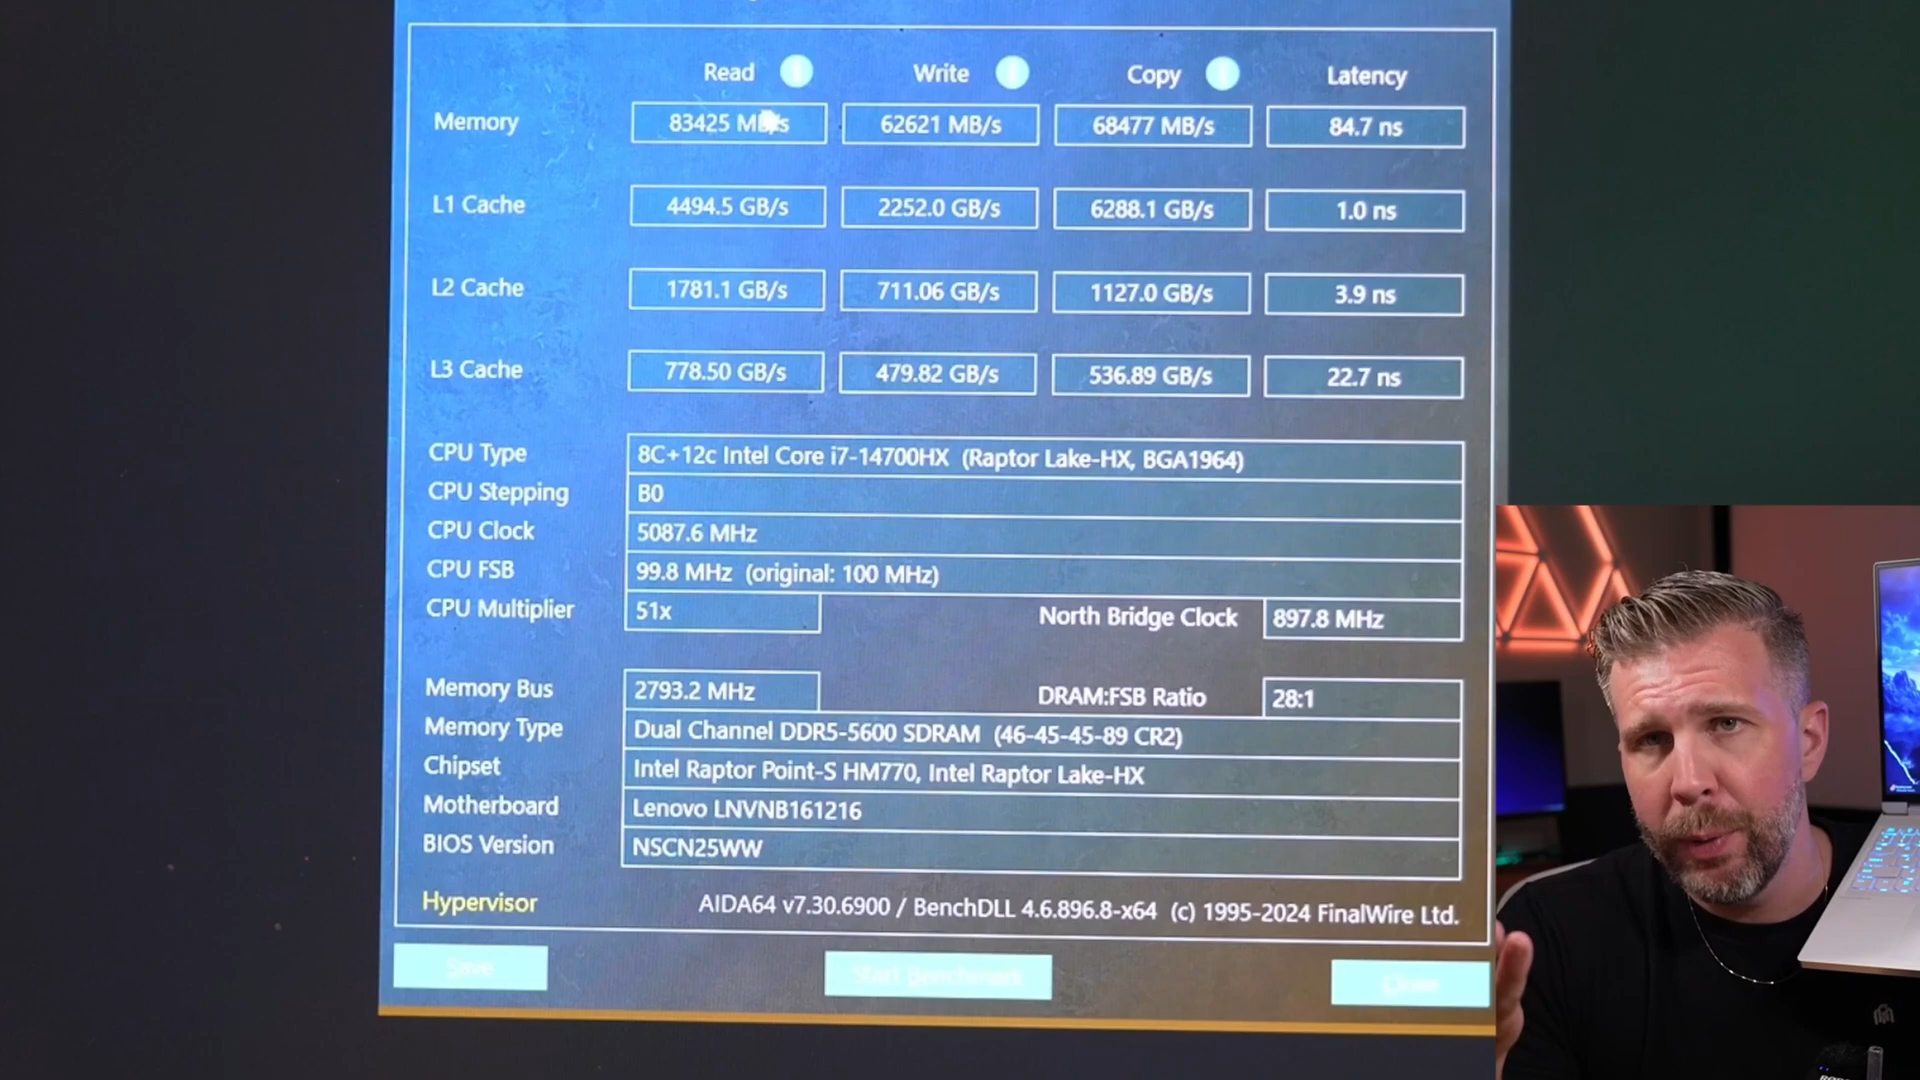 Read Write Copy Latency
Memory 83425 MB/s 62621 MB/s 68477 MB/s 84.7 ns
L1 Cache 4494.5 GB/s 2252.0 GB/s 6288.1 GB/s 1.0 ns
L2 Cache 1781.1 GB/s 711.06 GB/s 1127.0 GB/s 3.9 ns
L3 Cache 778.50 GB/s 479.82 GB/s 536.89 GB/s 22.7 ns
CPU Type 8C+12c Intel Core i7-14700HX (Raptor Lake-HX, BGA1964)
CPU Stepping B0
CPU Clock 5087.6 MHz
CPU FSB 99.8 MHz (original: 100 MHz)
CPU Multiplier 51x North Bridge Clock 897.8 MHz
Memory Bus 2793.2 MHz DRAM:FSB Ratio 28:1
Memory Type Dual Channel DDR5-5600 SDRAM (46-45-45-89 CR2)
Chipset Intel Raptor Point-S HM770, Intel Raptor Lake-HX
Motherboard Lenovo LNVNB161216
BIOS Version NSCN25WW
Hypervisor AIDA64 v7.30.6900 / BenchDLL 4.6.896.8-x64 (c) 1995-2024 FinalWire Ltd.
Save Start Benchmark Close